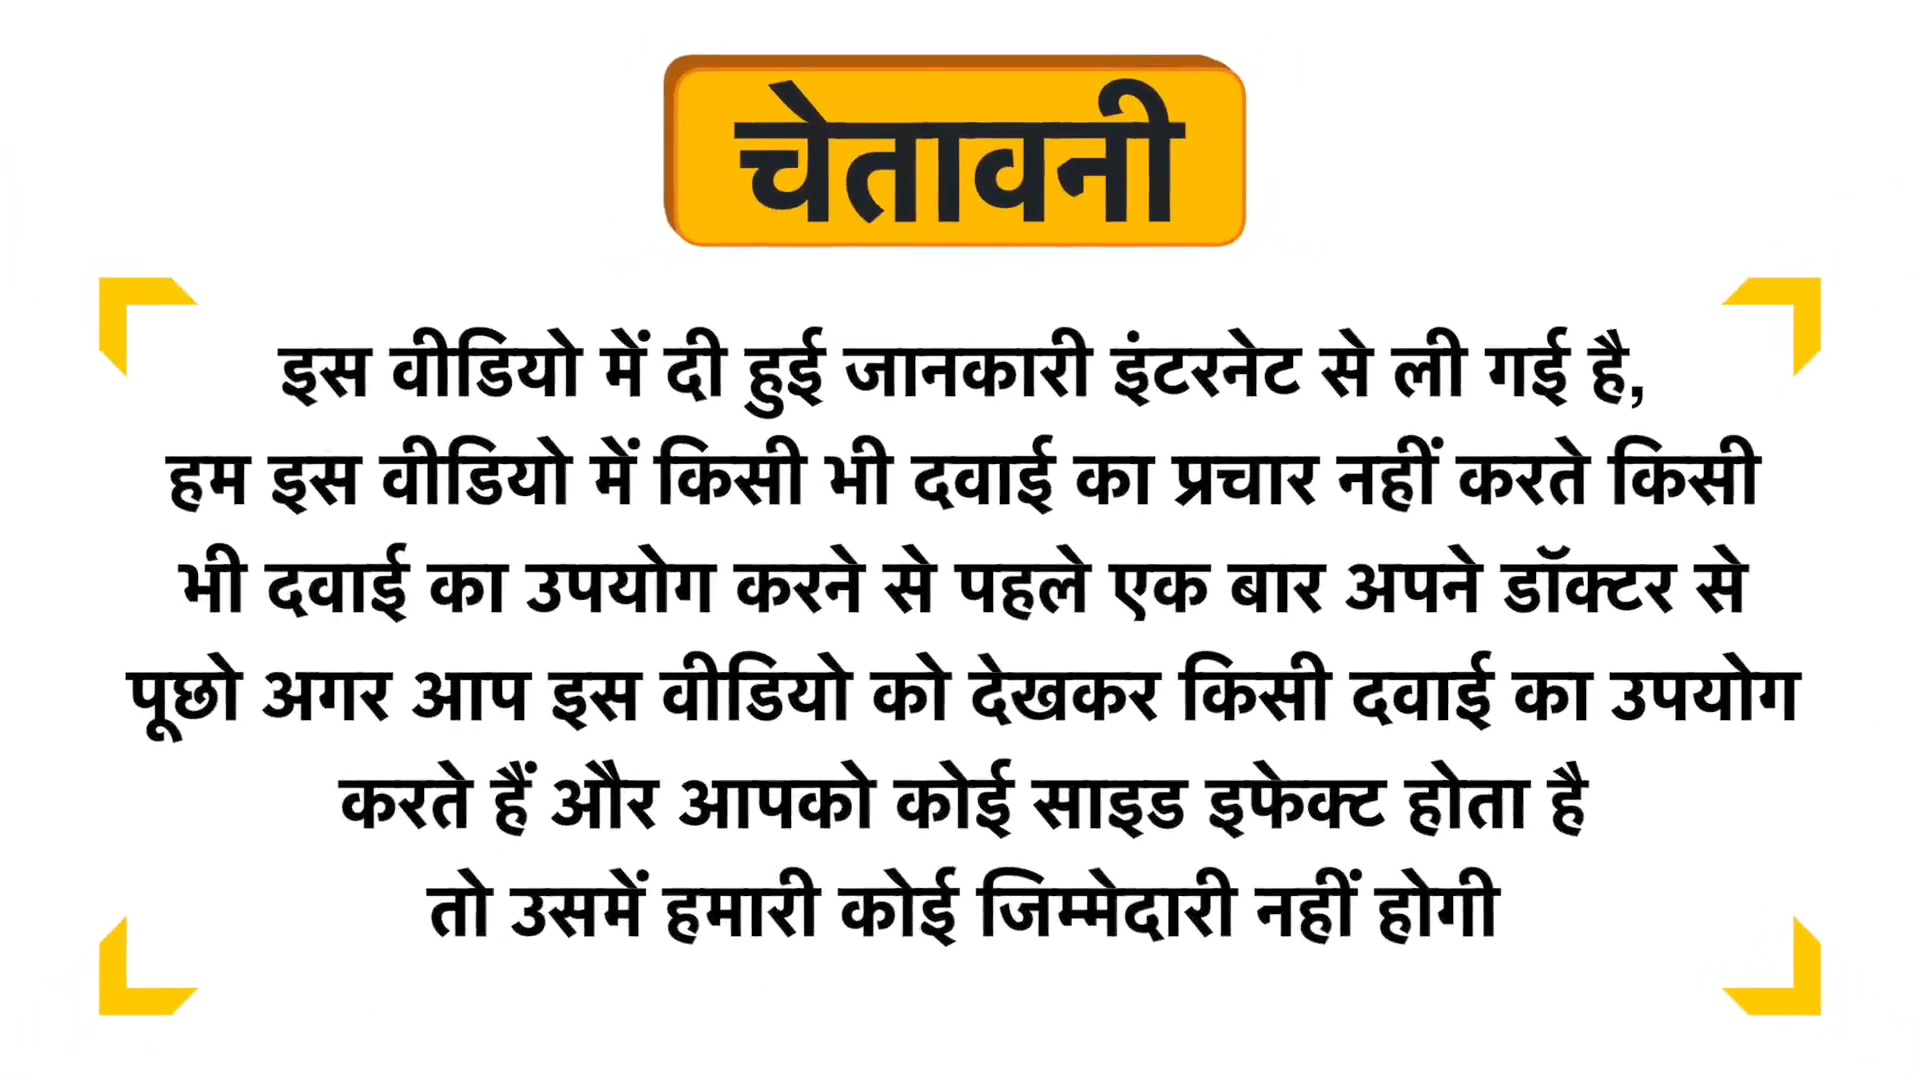 चेतावनी
इस वीडियो में दी हुई जानकारी इंटरनेट से ली गई है,
हम इस वीडियो में किसी भी दवाई का प्रचार नहीं करते किसी
भी दवाई का उपयोग करने से पहले एक बार अपने डॉक्टर से
पूछो अगर आप इस वीडियो को देखकर किसी दवाई का उपयोग
करते हैं और आपको कोई साइड इफेक्ट होता है
तो उसमें हमारी कोई जिम्मेदारी नहीं होगी